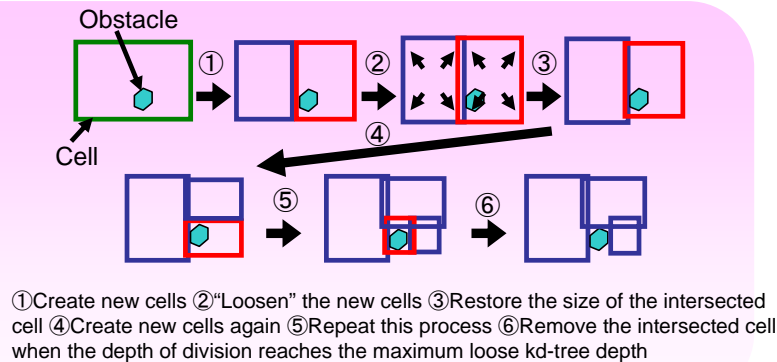 Obstacle
① ② ③
Cell
④
⑤ ⑥
①Create new cells ②“Loosen” the new cells ③Restore the size of the intersected
cell ④Create new cells again ⑤Repeat this process ⑥Remove the intersected cell
when the depth of division reaches the maximum loose kd-tree depth